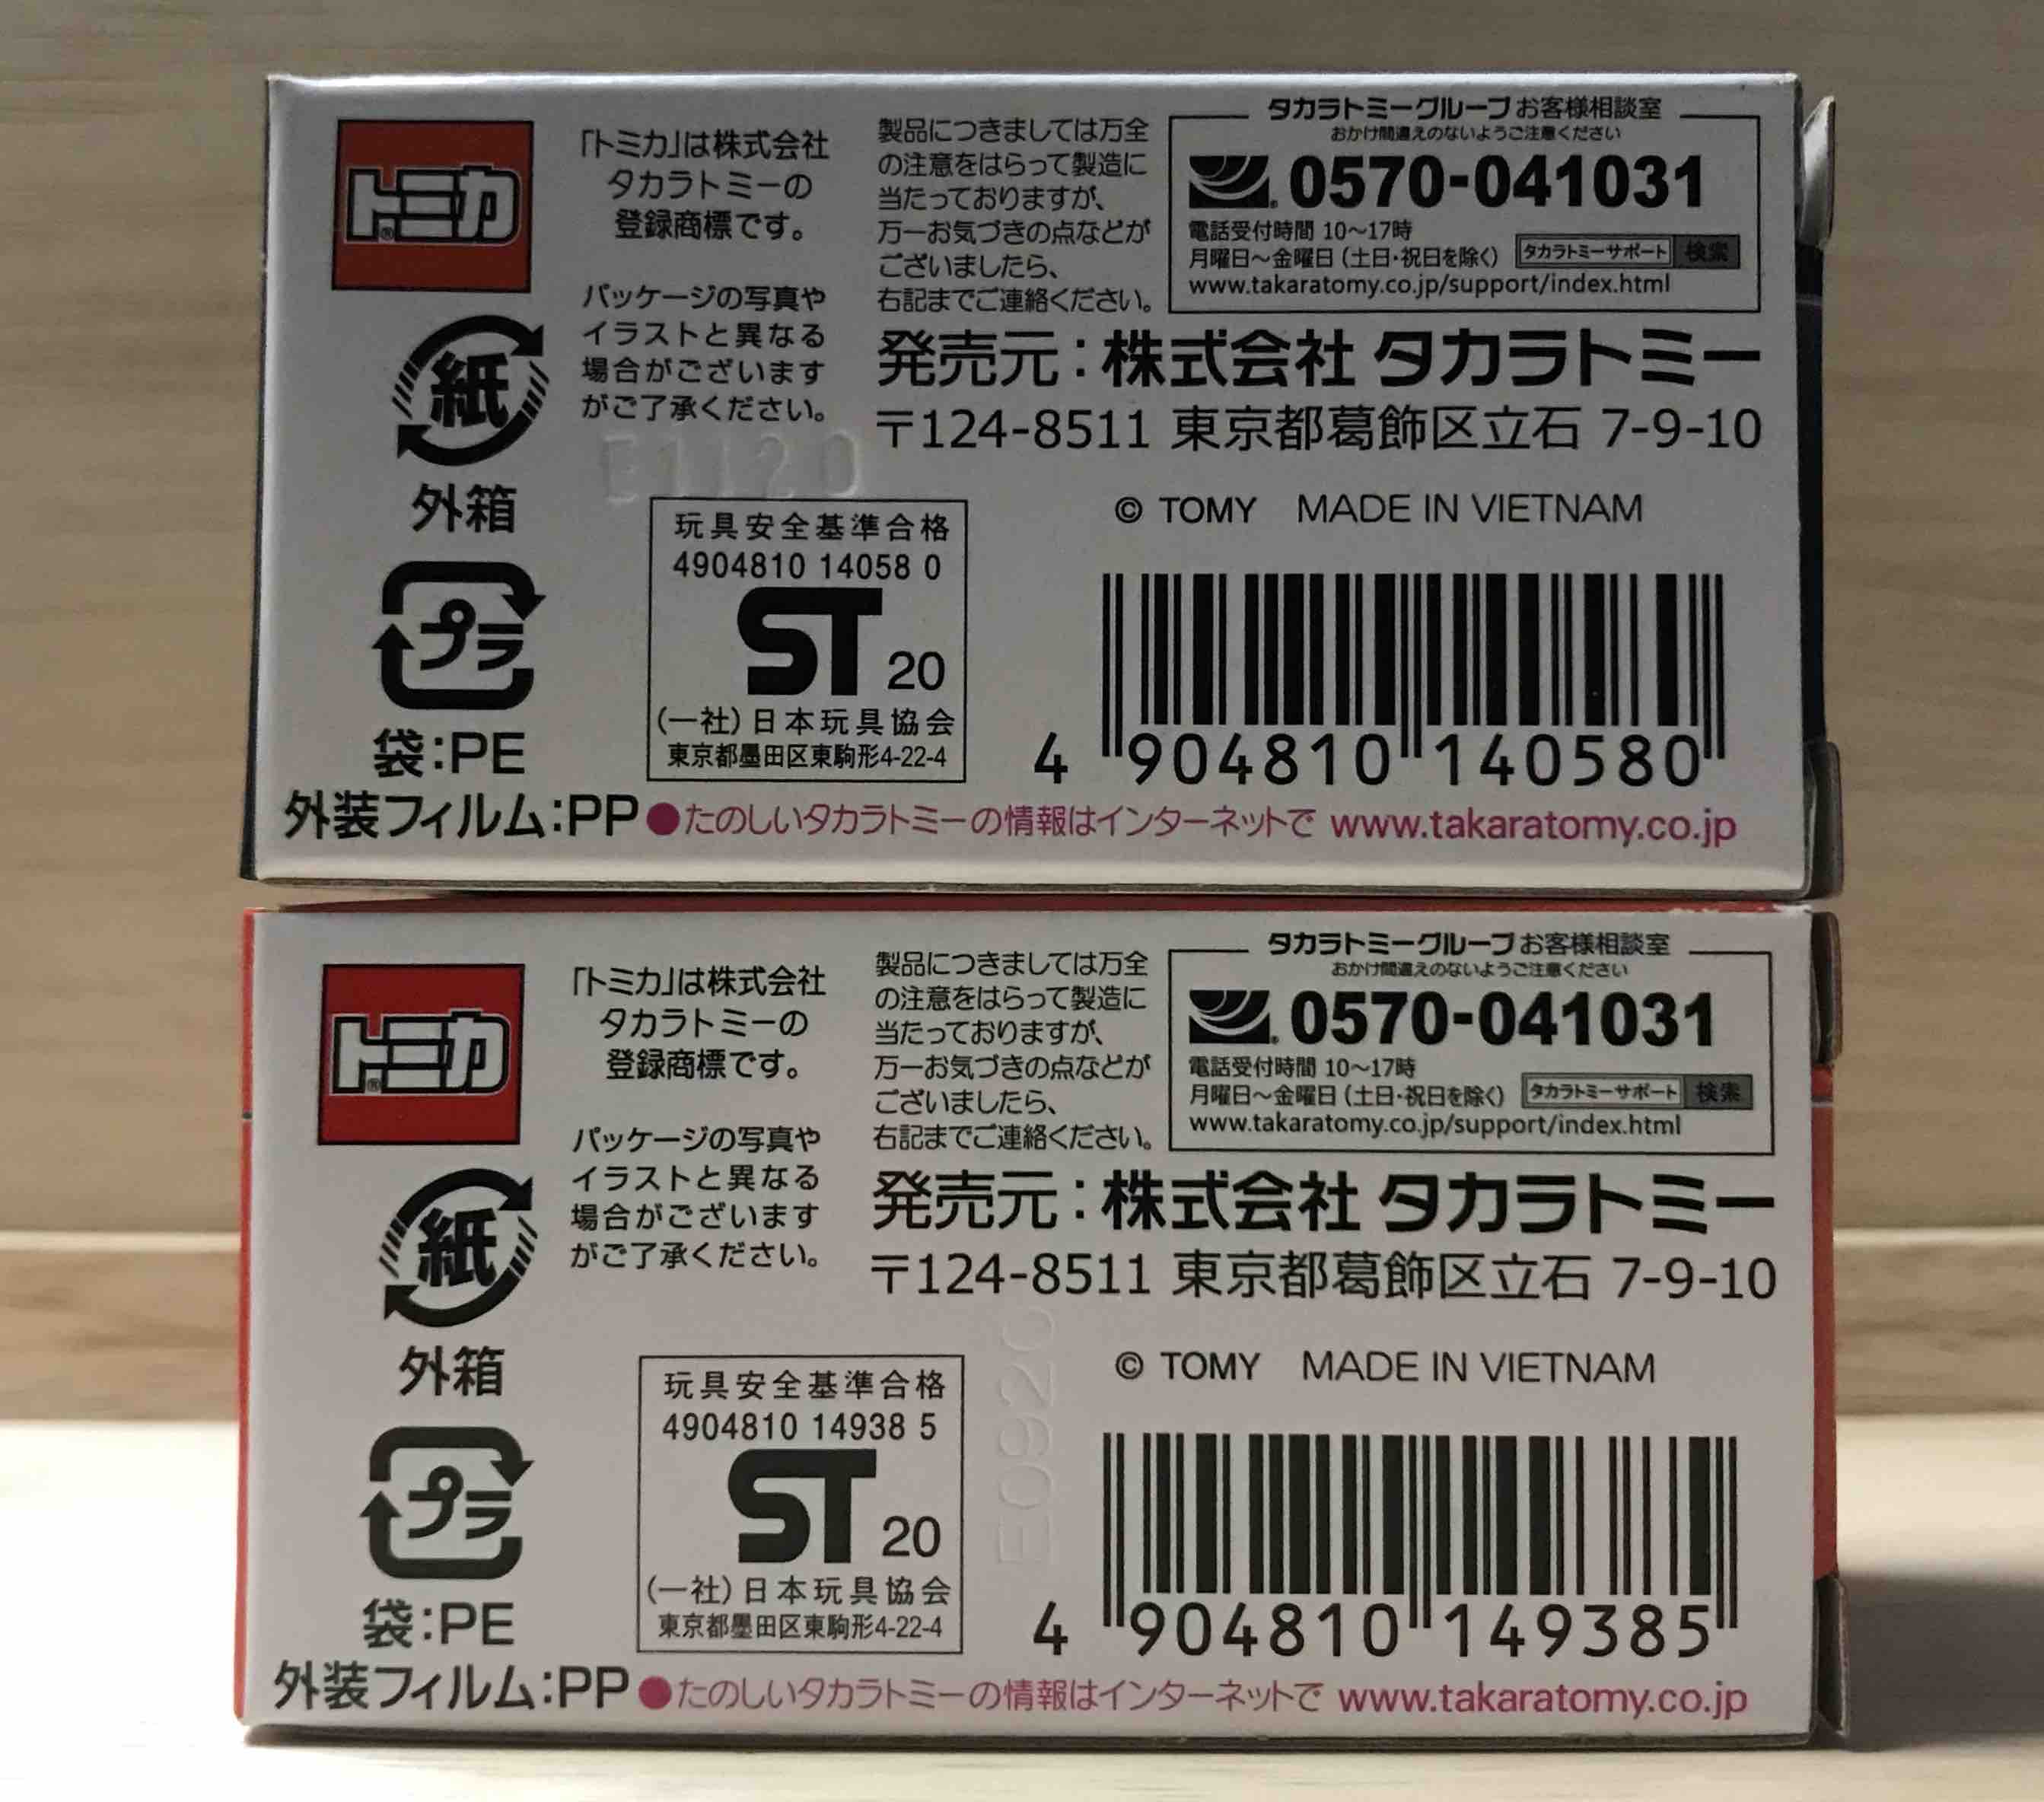 トミカ®
「トミカ」は株式会社
タカラトミーの
登録商標です。
パッケージの写真や
イラストと異なる
場合がございます
がご了承ください。
製品につきましては万全
の注意をはらって製造に
当たっておりますが、
万一お気づきの点などが
ございましたら、
右記までご連絡ください。
タカラトミーグループお客様相談室
おかけ間違えのないようご注意ください
0570-041031
電話受付時間 10〜17時
月曜日〜金曜日（土日・祝日を除く） タカラトミーサポート 検索
www.takaratomy.co.jp/support/index.html
発売元：株式会社 タカラトミー
〒124-8511 東京都葛飾区立石 7-9-10
紙
外箱
プラ
袋：PE
外装フィルム：PP
E1120
玩具安全基準合格
4904810 14058 0
ST 20
(一社)日本玩具協会
東京都墨田区東駒形4-22-4
© TOMY MADE IN VIETNAM
4 904810 140580
●たのしいタカラトミーの情報はインターネットで www.takaratomy.co.jp
トミカ®
「トミカ」は株式会社
タカラトミーの
登録商標です。
パッケージの写真や
イラストと異なる
場合がございます
がご了承ください。
製品につきましては万全
の注意をはらって製造に
当たっておりますが、
万一お気づきの点などが
ございましたら、
右記までご連絡ください。
タカラトミーグループお客様相談室
おかけ間違えのないようご注意ください
0570-041031
電話受付時間 10〜17時
月曜日〜金曜日（土日・祝日を除く） タカラトミーサポート 検索
www.takaratomy.co.jp/support/index.html
発売元：株式会社 タカラトミー
〒124-8511 東京都葛飾区立石 7-9-10
紙
外箱
プラ
袋：PE
外装フィルム：PP
玩具安全基準合格
4904810 14938 5
ST 20
(一社)日本玩具協会
東京都墨田区東駒形4-22-4
E0920
© TOMY MADE IN VIETNAM
4 904810 149385
●たのしいタカラトミーの情報はインターネットで www.takaratomy.co.jp